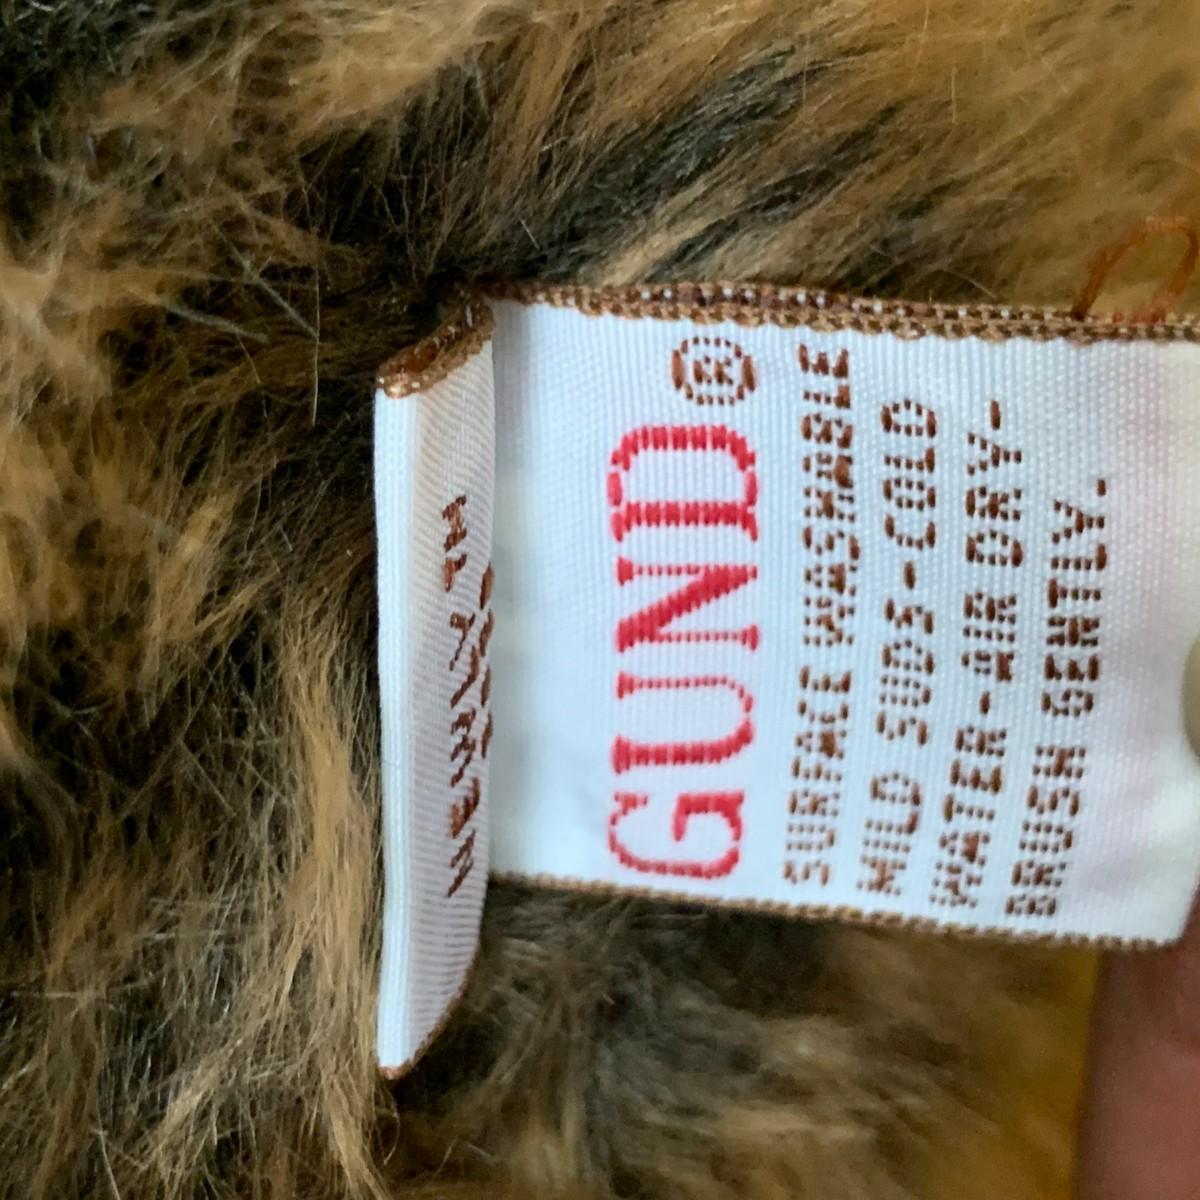 GUND®
SURFACE WASHABLE
MILD SUDS-COLD
WATER-AIR DRY-
BRUSH GENTLY.